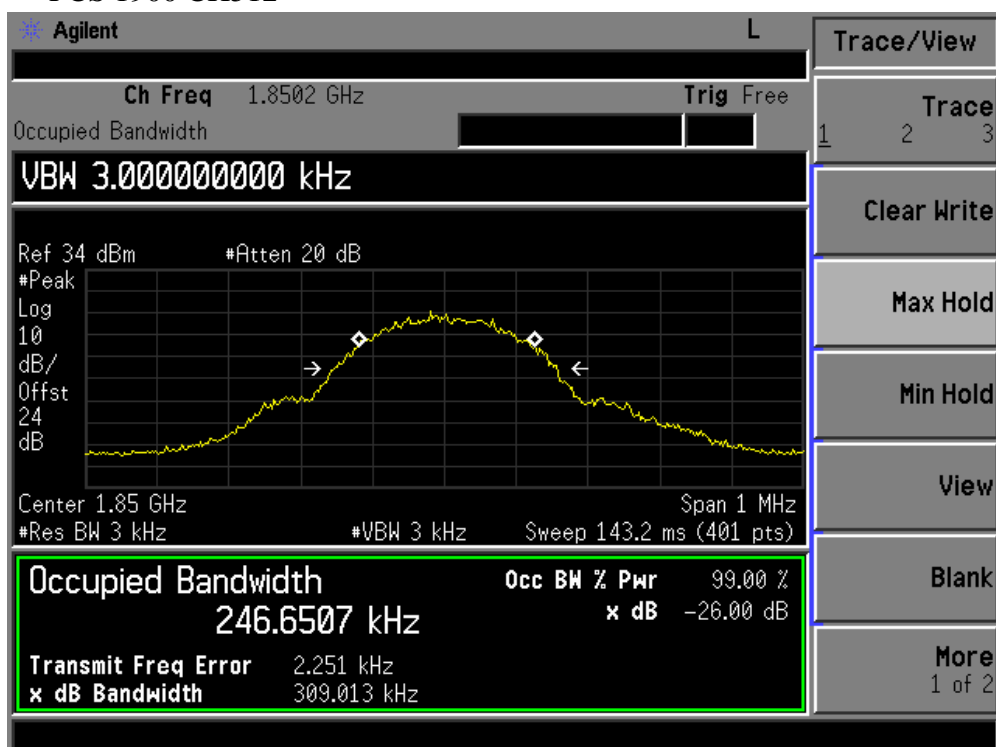 Agilent L
Ch Freq 1.8502 GHz Trig Free
Occupied Bandwidth
VBW 3.000000000 kHz
Ref 34 dBm #Atten 20 dB
#Peak
Log
10
dB/
Offst
24
dB
Center 1.85 GHz Span 1 MHz
#Res BW 3 kHz #VBW 3 kHz Sweep 143.2 ms (401 pts)
Occupied Bandwidth Occ BW % Pwr 99.00 %
246.6507 kHz x dB -26.00 dB
Transmit Freq Error 2.251 kHz
x dB Bandwidth 309.013 kHz
Trace/View
Trace
1 2 3
Clear Write
Max Hold
Min Hold
View
Blank
More
1 of 2